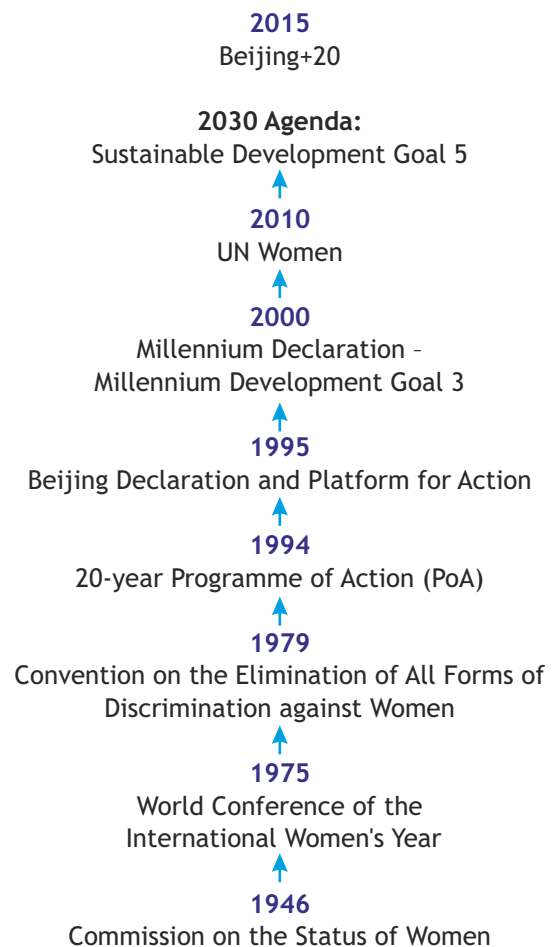 2015
Beijing+20
2030 Agenda:
Sustainable Development Goal 5
2010
UN Women
2000
Millennium Declaration –
Millennium Development Goal 3
1995
Beijing Declaration and Platform for Action
1994
20-year Programme of Action (PoA)
1979
Convention on the Elimination of All Forms of
Discrimination against Women
1975
World Conference of the
International Women's Year
1946
Commission on the Status of Women